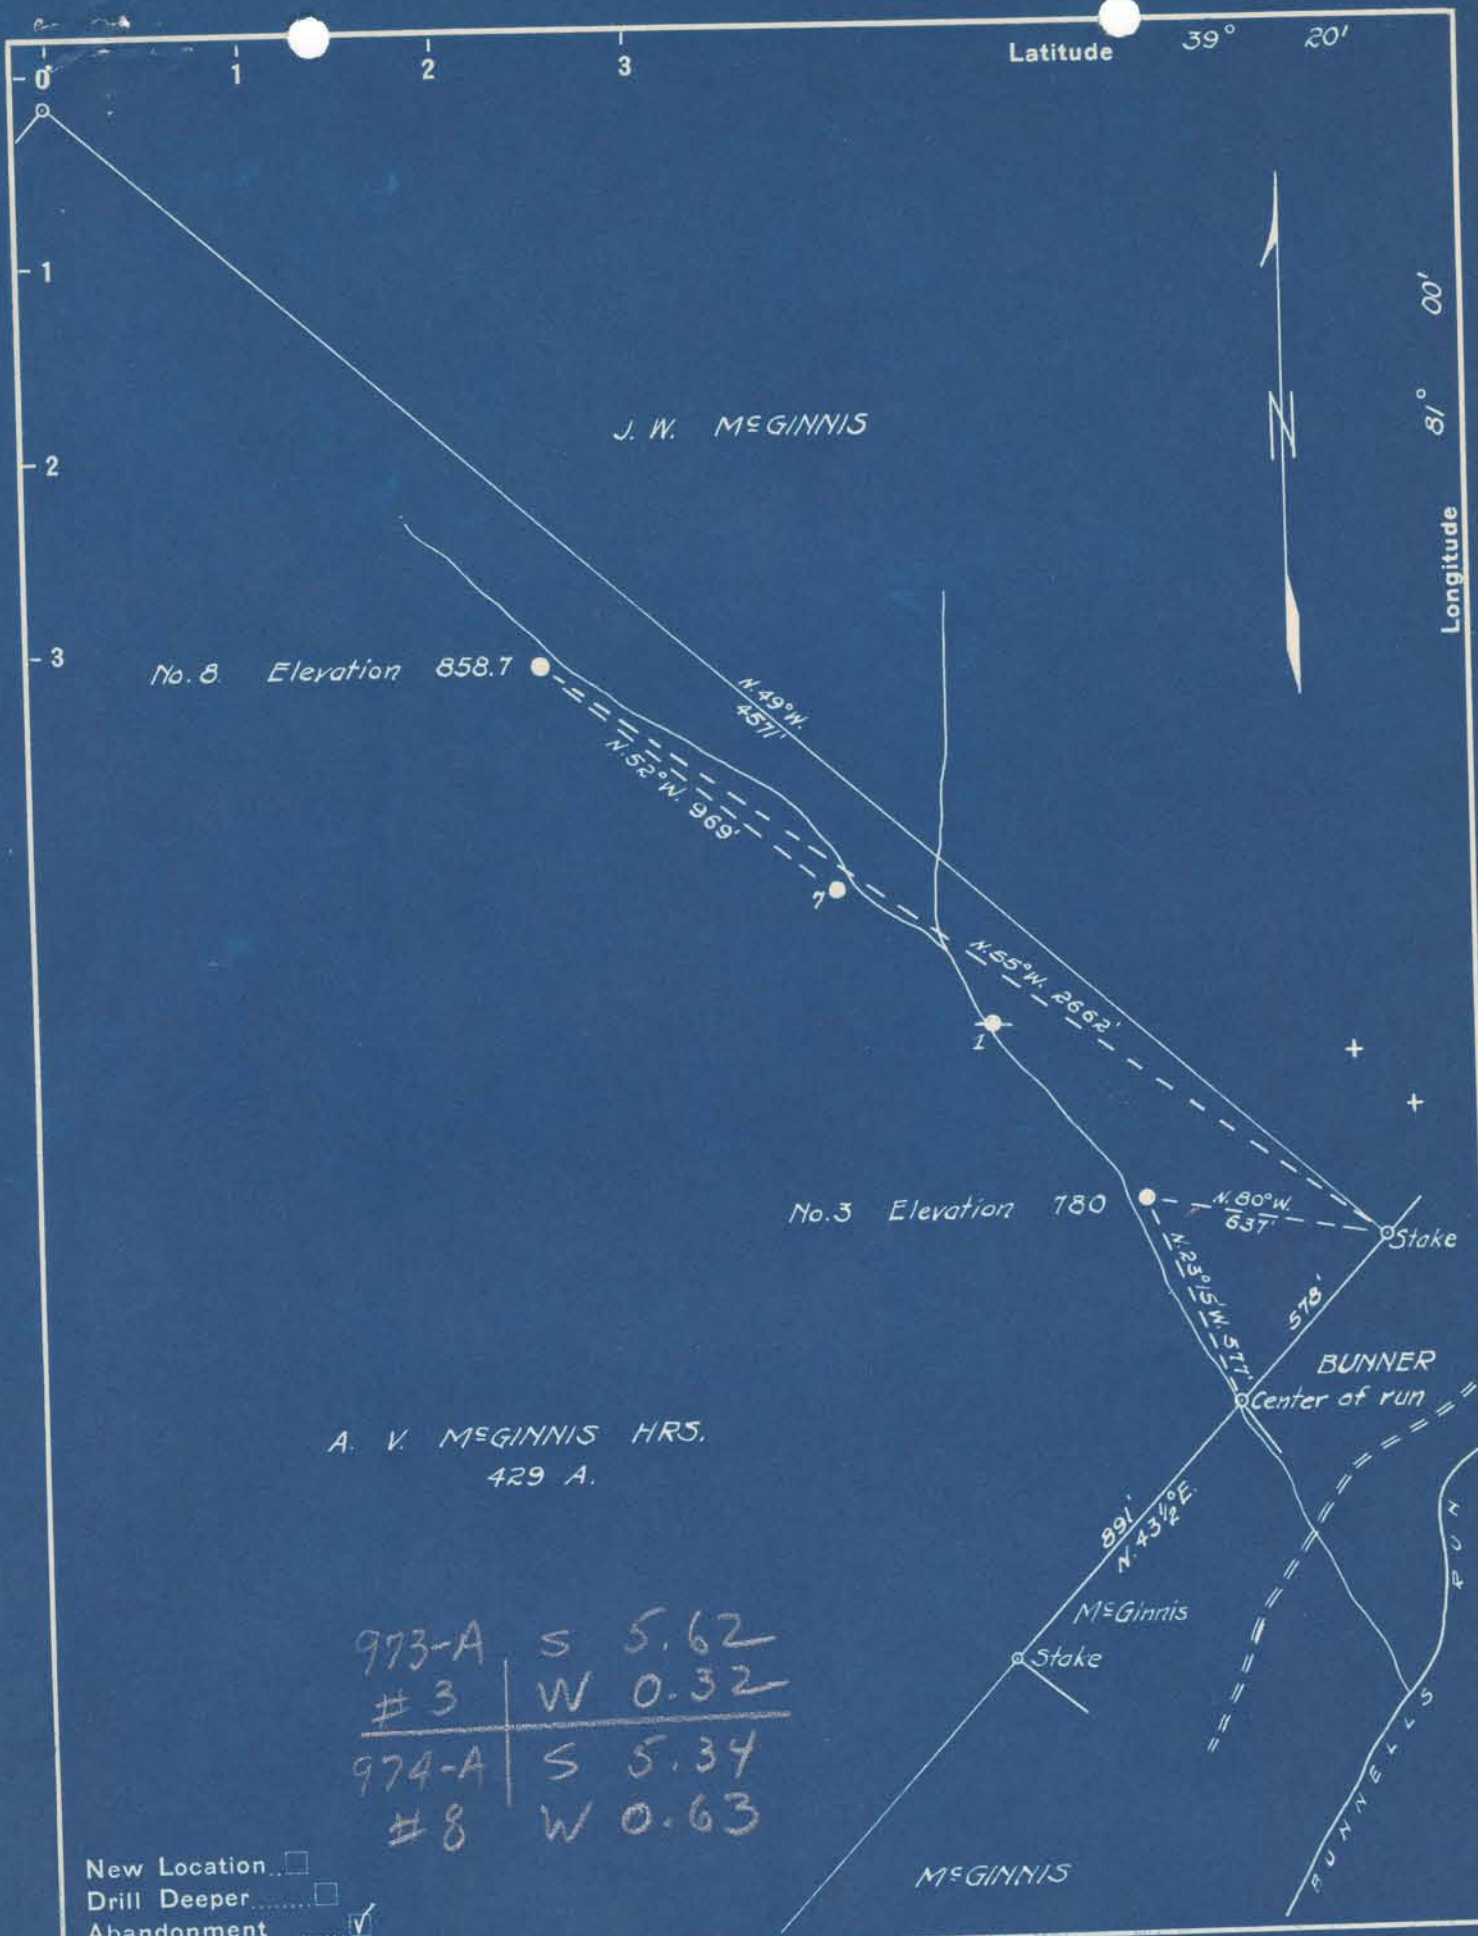 Latitude 39° 20'
0 1 2 3
1
2
3
81° 00'
Longitude
N
J. W. McGINNIS
No. 8 Elevation 858.7
N. 49° W.
4571'
N. 52° W. 969'
7
N. 55° W. 2662'
1
No. 3 Elevation 780
N. 80° W.
637'
Stake
N. 23° 15' W. 577'
578'
BUNNER
Center of run
A. V. McGINNIS HRS.
429 A.
891'
N. 43 1/2° E.
McGinnis
Stake
BUNNELLS RUN
973-A S 5.62
#3 W 0.32
974-A S 5.34
#8 W 0.63
McGINNIS
New Location
Drill Deeper
Abandonment